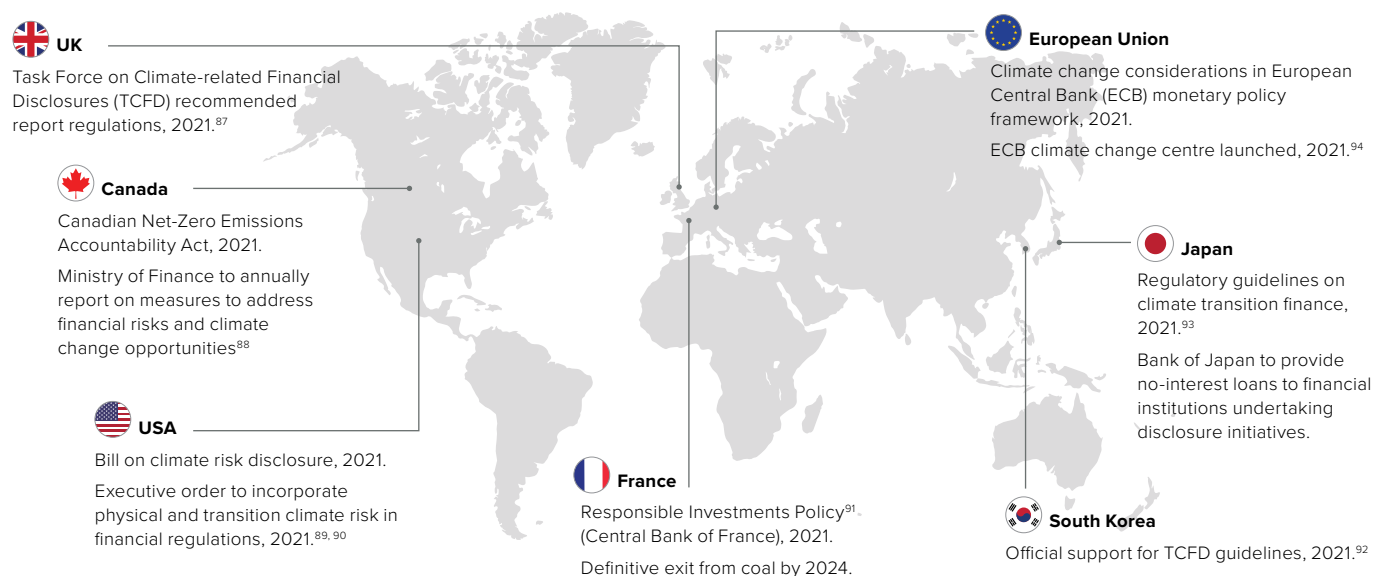 UK
Task Force on Climate-related Financial
Disclosures (TCFD) recommended
report regulations, 2021.⁸⁷
Canada
Canadian Net-Zero Emissions
Accountability Act, 2021.
Ministry of Finance to annually
report on measures to address
financial risks and climate
change opportunities⁸⁸
USA
Bill on climate risk disclosure, 2021.
Executive order to incorporate
physical and transition climate risk in
financial regulations, 2021.⁸⁹, ⁹⁰
France
Responsible Investments Policy⁹¹
(Central Bank of France), 2021.
Definitive exit from coal by 2024.
European Union
Climate change considerations in European
Central Bank (ECB) monetary policy
framework, 2021.
ECB climate change centre launched, 2021.⁹⁴
Japan
Regulatory guidelines on
climate transition finance,
2021.⁹³
Bank of Japan to provide
no-interest loans to financial
institutions undertaking
disclosure initiatives.
South Korea
Official support for TCFD guidelines, 2021.⁹²